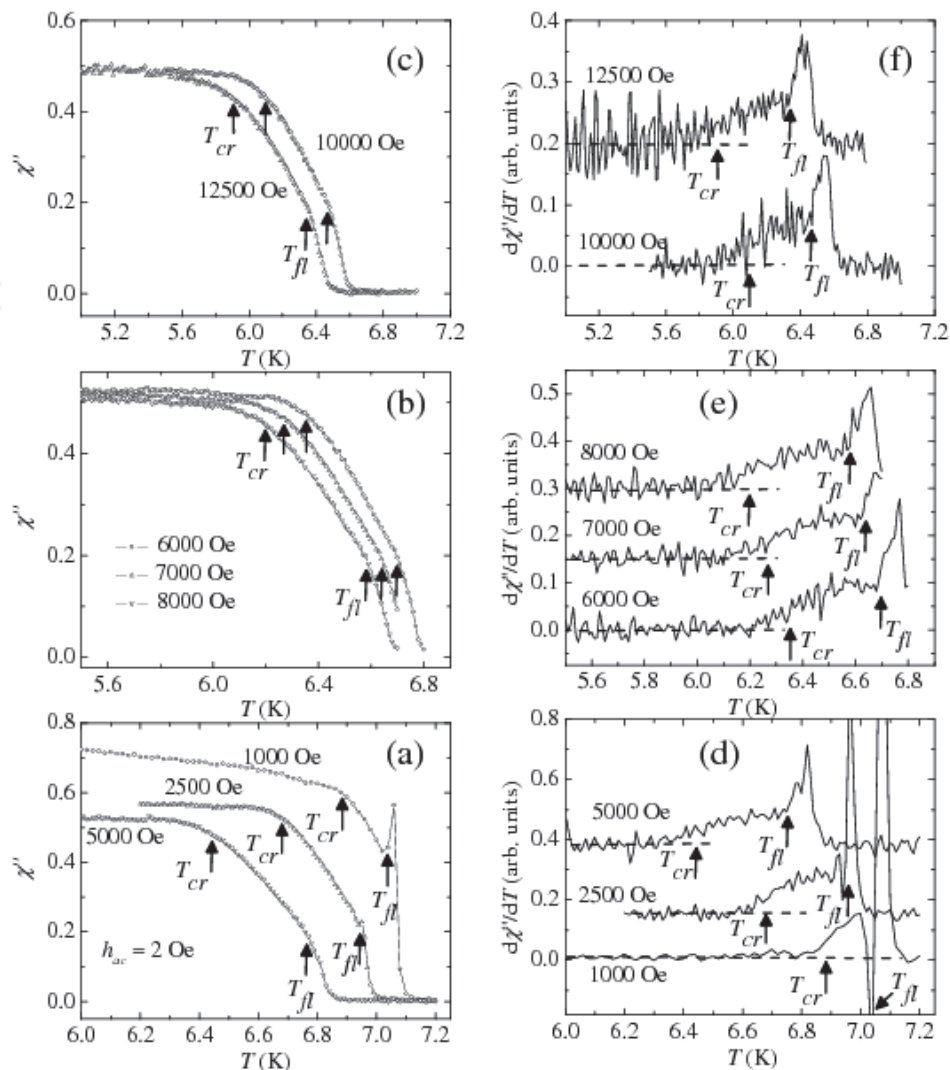 (c)
0.6
0.4
0.2
0.0
χ''
T_cr
10000 Oe
12500 Oe
T_fl
5.2 5.6 6.0 6.4 6.8 7.2
T (K)
(f)
0.4
0.3
0.2
0.1
0.0
dχ''/dT (arb. units)
12500 Oe
T_cr
T_fl
10000 Oe
T_cr
T_fl
5.2 5.6 6.0 6.4 6.8 7.2
T (K)
(b)
0.4
0.2
0.0
χ''
T_cr
6000 Oe
7000 Oe
8000 Oe
T_fl
5.6 6.0 6.4 6.8
T (K)
(e)
0.5
0.4
0.3
0.2
0.1
0.0
dχ''/dT (arb. units)
8000 Oe
T_cr
T_fl
7000 Oe
T_cr
T_fl
6000 Oe
T_cr
T_fl
5.6 5.8 6.0 6.2 6.4 6.6 6.8
T (K)
(a)
0.8
0.6
0.4
0.2
0.0
χ''
1000 Oe
2500 Oe
5000 Oe
T_cr
T_cr
T_cr
T_fl
T_fl
T_fl
h_ac = 2 Oe
6.0 6.2 6.4 6.6 6.8 7.0 7.2
T (K)
(d)
0.8
0.6
0.4
0.2
0.0
dχ''/dT (arb. units)
5000 Oe
T_cr
T_fl
2500 Oe
T_cr
T_fl
1000 Oe
T_cr
T_fl
6.0 6.2 6.4 6.6 6.8 7.0 7.2
T (K)